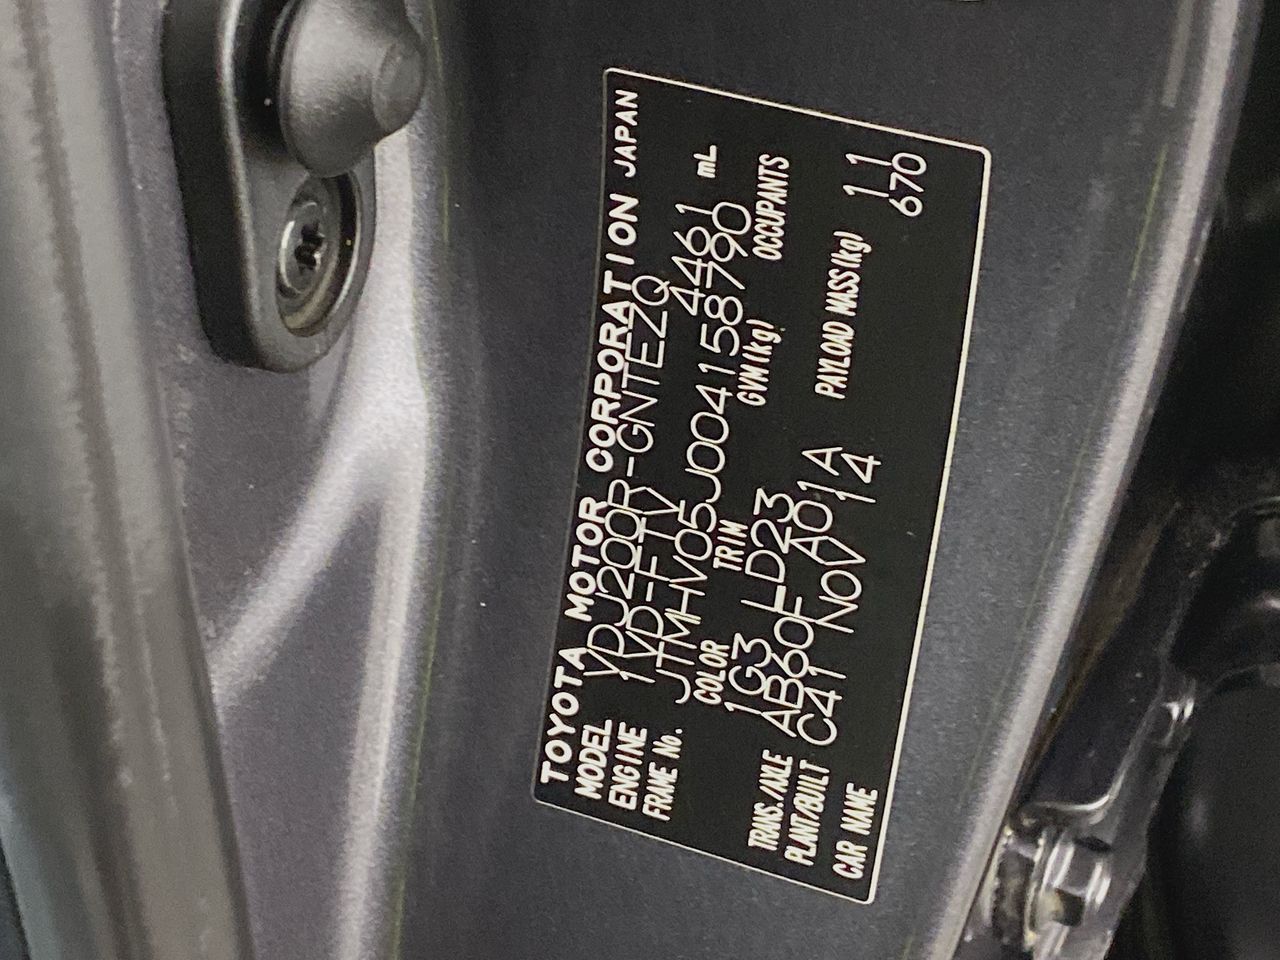 TOYOTA MOTOR CORPORATION JAPAN
MODEL VDJ200R-GNTEZQ
ENGINE 1VD-FTV 4461 mL
FRAME No. JTMHV05J004158790
COLOR TRIM GVM(kg) OCCUPANTS
1G3 LD23
TRANS./AXLE AB60F A01A PAYLOAD MASS(kg) 11
PLANT/BUILT C41 NOV 14 670
CAR NAME